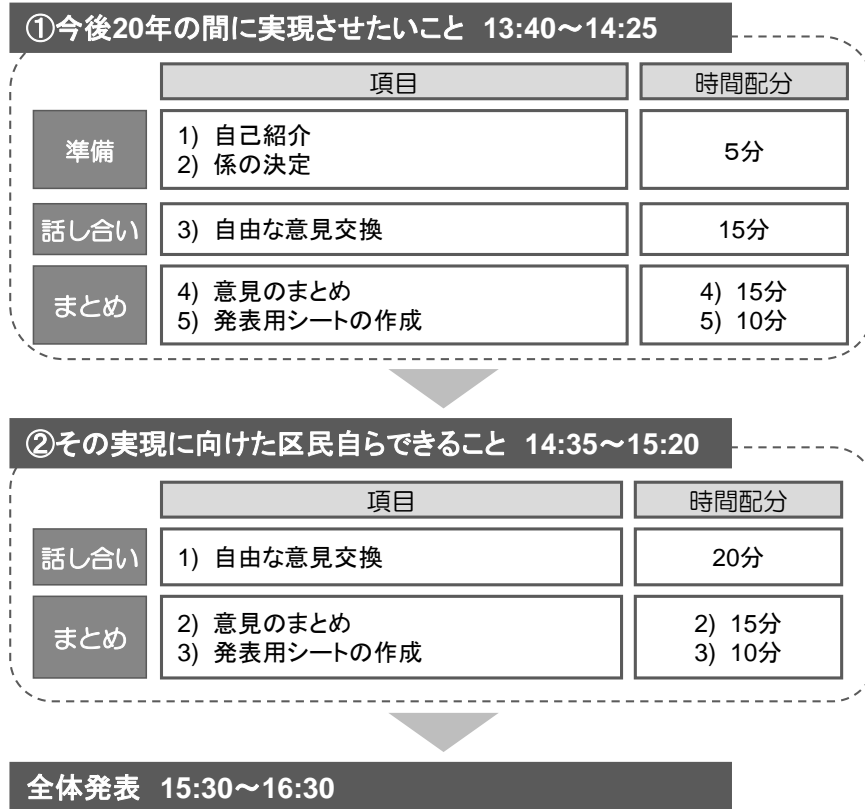 ①今後20年の間に実現させたいこと 13:40～14:25
項目 時間配分
準備
1) 自己紹介
2) 係の決定
5分
話し合い 3) 自由な意見交換 15分
まとめ
4) 意見のまとめ 4) 15分
5) 発表用シートの作成 5) 10分
②その実現に向けた区民自らできること 14:35～15:20
項目 時間配分
話し合い 1) 自由な意見交換 20分
まとめ
2) 意見のまとめ 2) 15分
3) 発表用シートの作成 3) 10分
全体発表 15:30～16:30